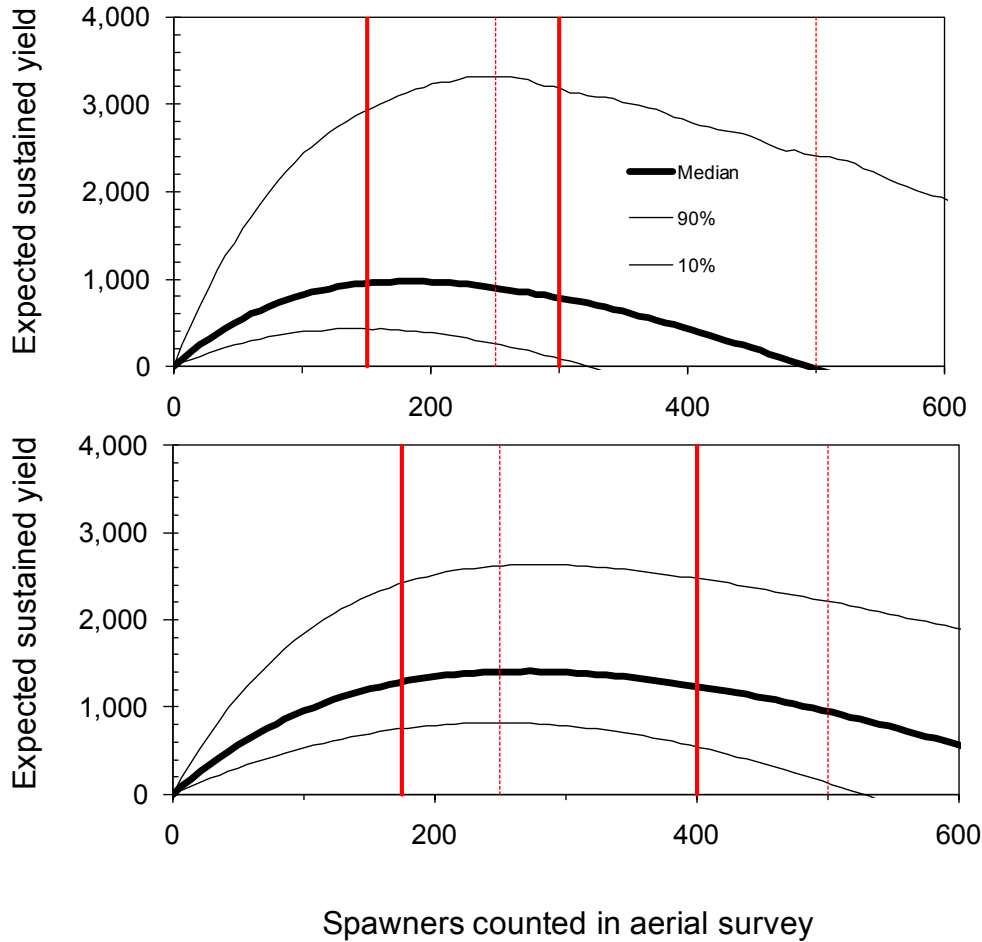 Expected sustained yield
4,000
3,000
2,000
1,000
0
Median
90%
10%
0 200 400 600
Expected sustained yield
4,000
3,000
2,000
1,000
0
0 200 400 600
Spawners counted in aerial survey